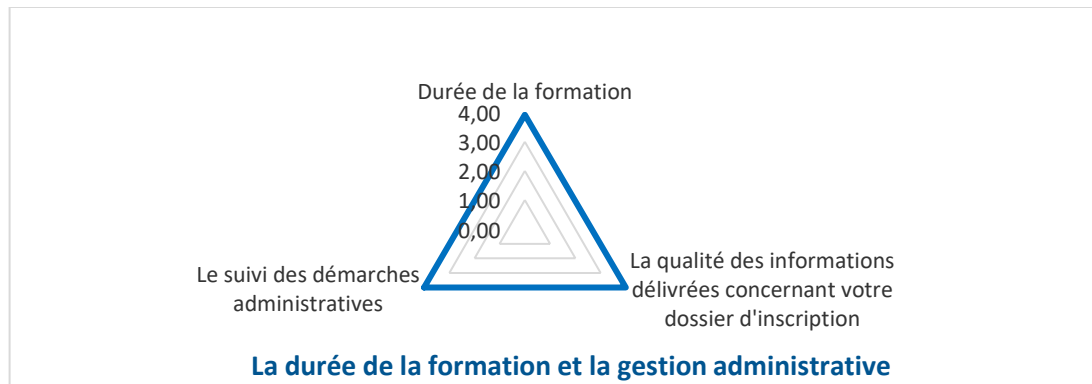 Durée de la formation
4,00
3,00
2,00
1,00
0,00
Le suivi des démarches
administratives
La qualité des informations
délivrées concernant votre
dossier d'inscription
La durée de la formation et la gestion administrative